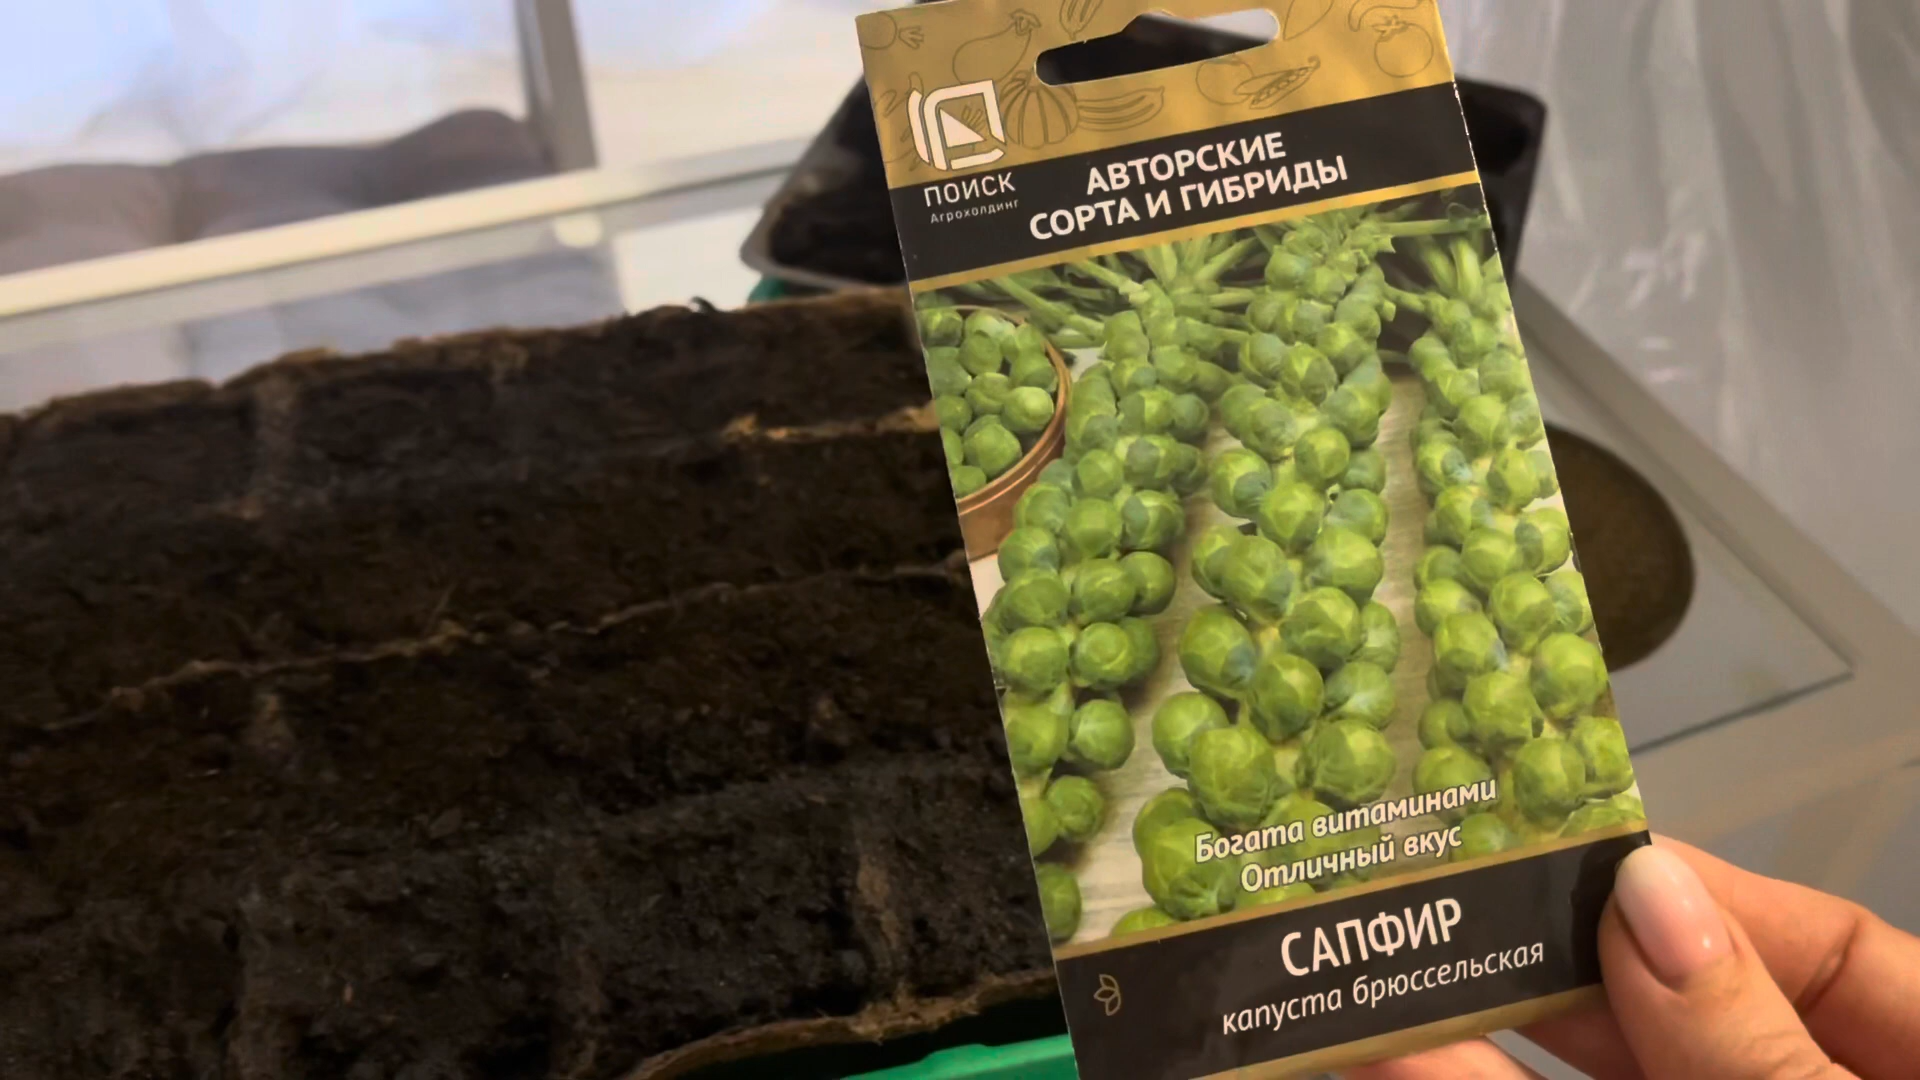 ПОИСК
Агрохолдинг
АВТОРСКИЕ
СОРТА И ГИБРИДЫ
Богата витаминами
Отличный вкус
САПФИР
капуста брюссельская